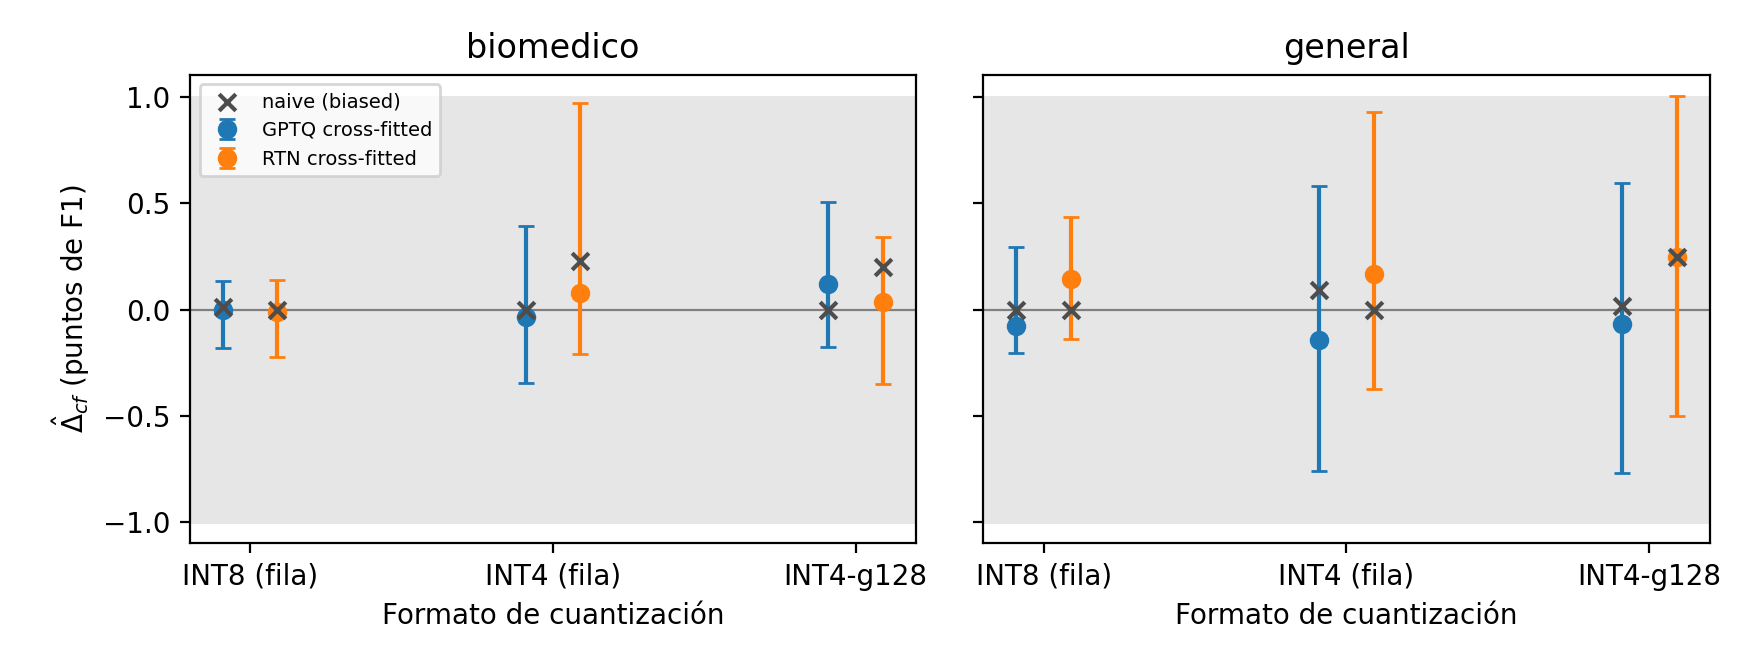 biomedico
general
naive (biased)
GPTQ cross-fitted
RTN cross-fitted
1.0
0.5
0.0
−0.5
−1.0
Δ̂cf (puntos de F1)
INT8 (fila) INT4 (fila) INT4-g128
INT8 (fila) INT4 (fila) INT4-g128
Formato de cuantización
Formato de cuantización